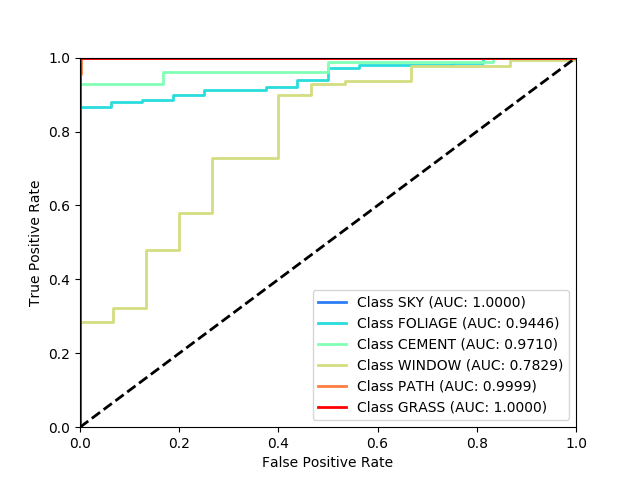 1.0
0.8
0.6
0.4
0.2
0.0
True Positive Rate
Class SKY (AUC: 1.0000)
Class FOLIAGE (AUC: 0.9446)
Class CEMENT (AUC: 0.9710)
Class WINDOW (AUC: 0.7829)
Class PATH (AUC: 0.9999)
Class GRASS (AUC: 1.0000)
0.0 0.2 0.4 0.6 0.8 1.0
False Positive Rate